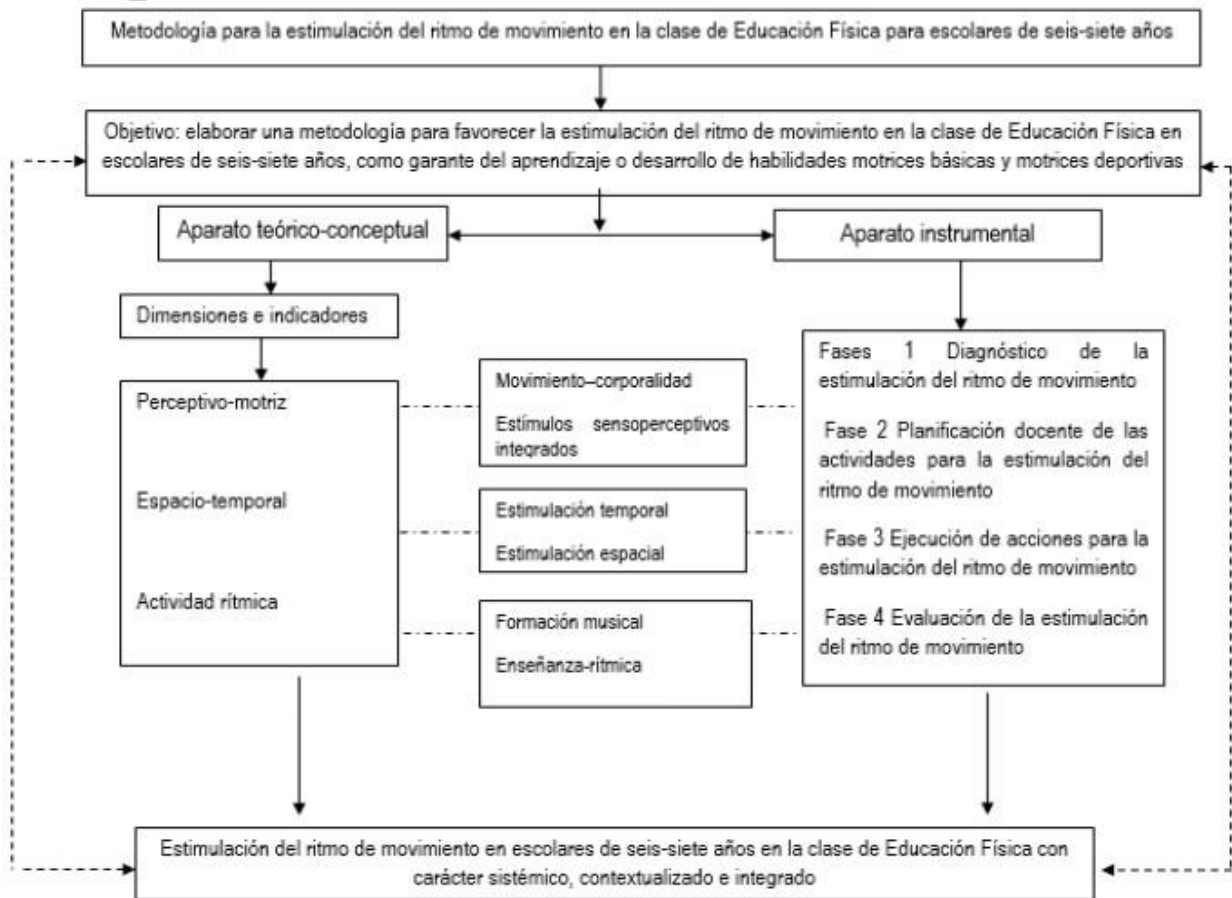 Metodología para la estimulación del ritmo de movimiento en la clase de Educación Física para escolares de seis-siete años
Objetivo: elaborar una metodología para favorecer la estimulación del ritmo de movimiento en la clase de Educación Física en
escolares de seis-siete años, como garante del aprendizaje o desarrollo de habilidades motrices básicas y motrices deportivas
Aparato teórico-conceptual
Aparato instrumental
Dimensiones e indicadores
Perceptivo-motriz
Espacio-temporal
Actividad rítmica
Movimiento–corporalidad
Estímulos sensoperceptivos
integrados
Estimulación temporal
Estimulación espacial
Formación musical
Enseñanza-rítmica
Fases 1 Diagnóstico de la
estimulación del ritmo de movimiento
Fase 2 Planificación docente de las
actividades para la estimulación del
ritmo de movimiento
Fase 3 Ejecución de acciones para la
estimulación del ritmo de movimiento
Fase 4 Evaluación de la estimulación
del ritmo de movimiento
Estimulación del ritmo de movimiento en escolares de seis-siete años en la clase de Educación Física con
carácter sistémico, contextualizado e integrado